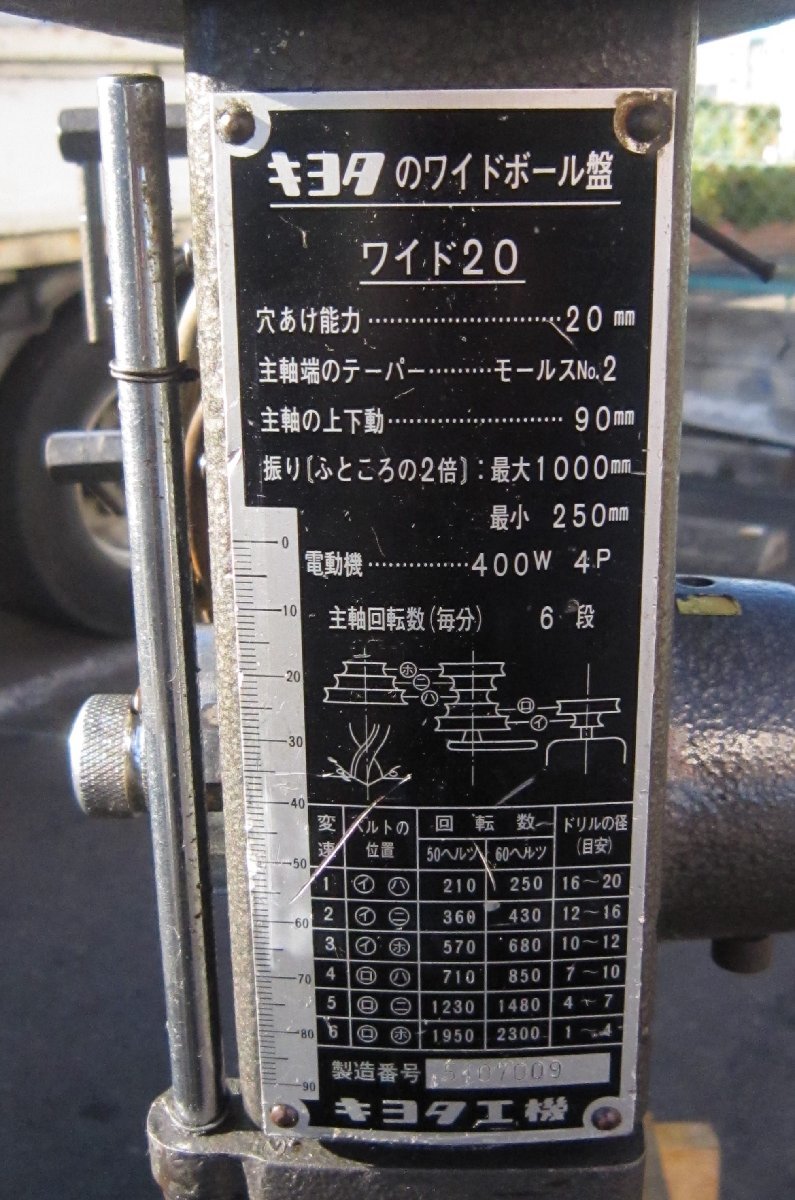 キヨタのワイドボール盤
ワイド20
穴あけ能力…………………………20mm
主軸端のテーパー………モールスNo.2
主軸の上下動……………………90mm
振り〔ふところの2倍〕:最大1000mm
最小 250mm
電動機……………400W 4P
主軸回転数(毎分) 6段
0
10
20
30
40
50
60
70
80
90
㋭
㋥
㋩
㋺
㋑
変速 ベルトの位置 回転数 ドリルの径(目安)
50ヘルツ 60ヘルツ
1 ㋑ ㋩ 210 250 16~20
2 ㋑ ㋥ 360 430 12~16
3 ㋑ ㋭ 570 680 10~12
4 ㋺ ㋩ 710 850 7~10
5 ㋺ ㋥ 1230 1480 4~7
6 ㋺ ㋭ 1950 2300 1~4
製造番号 5107009
キヨタ工機